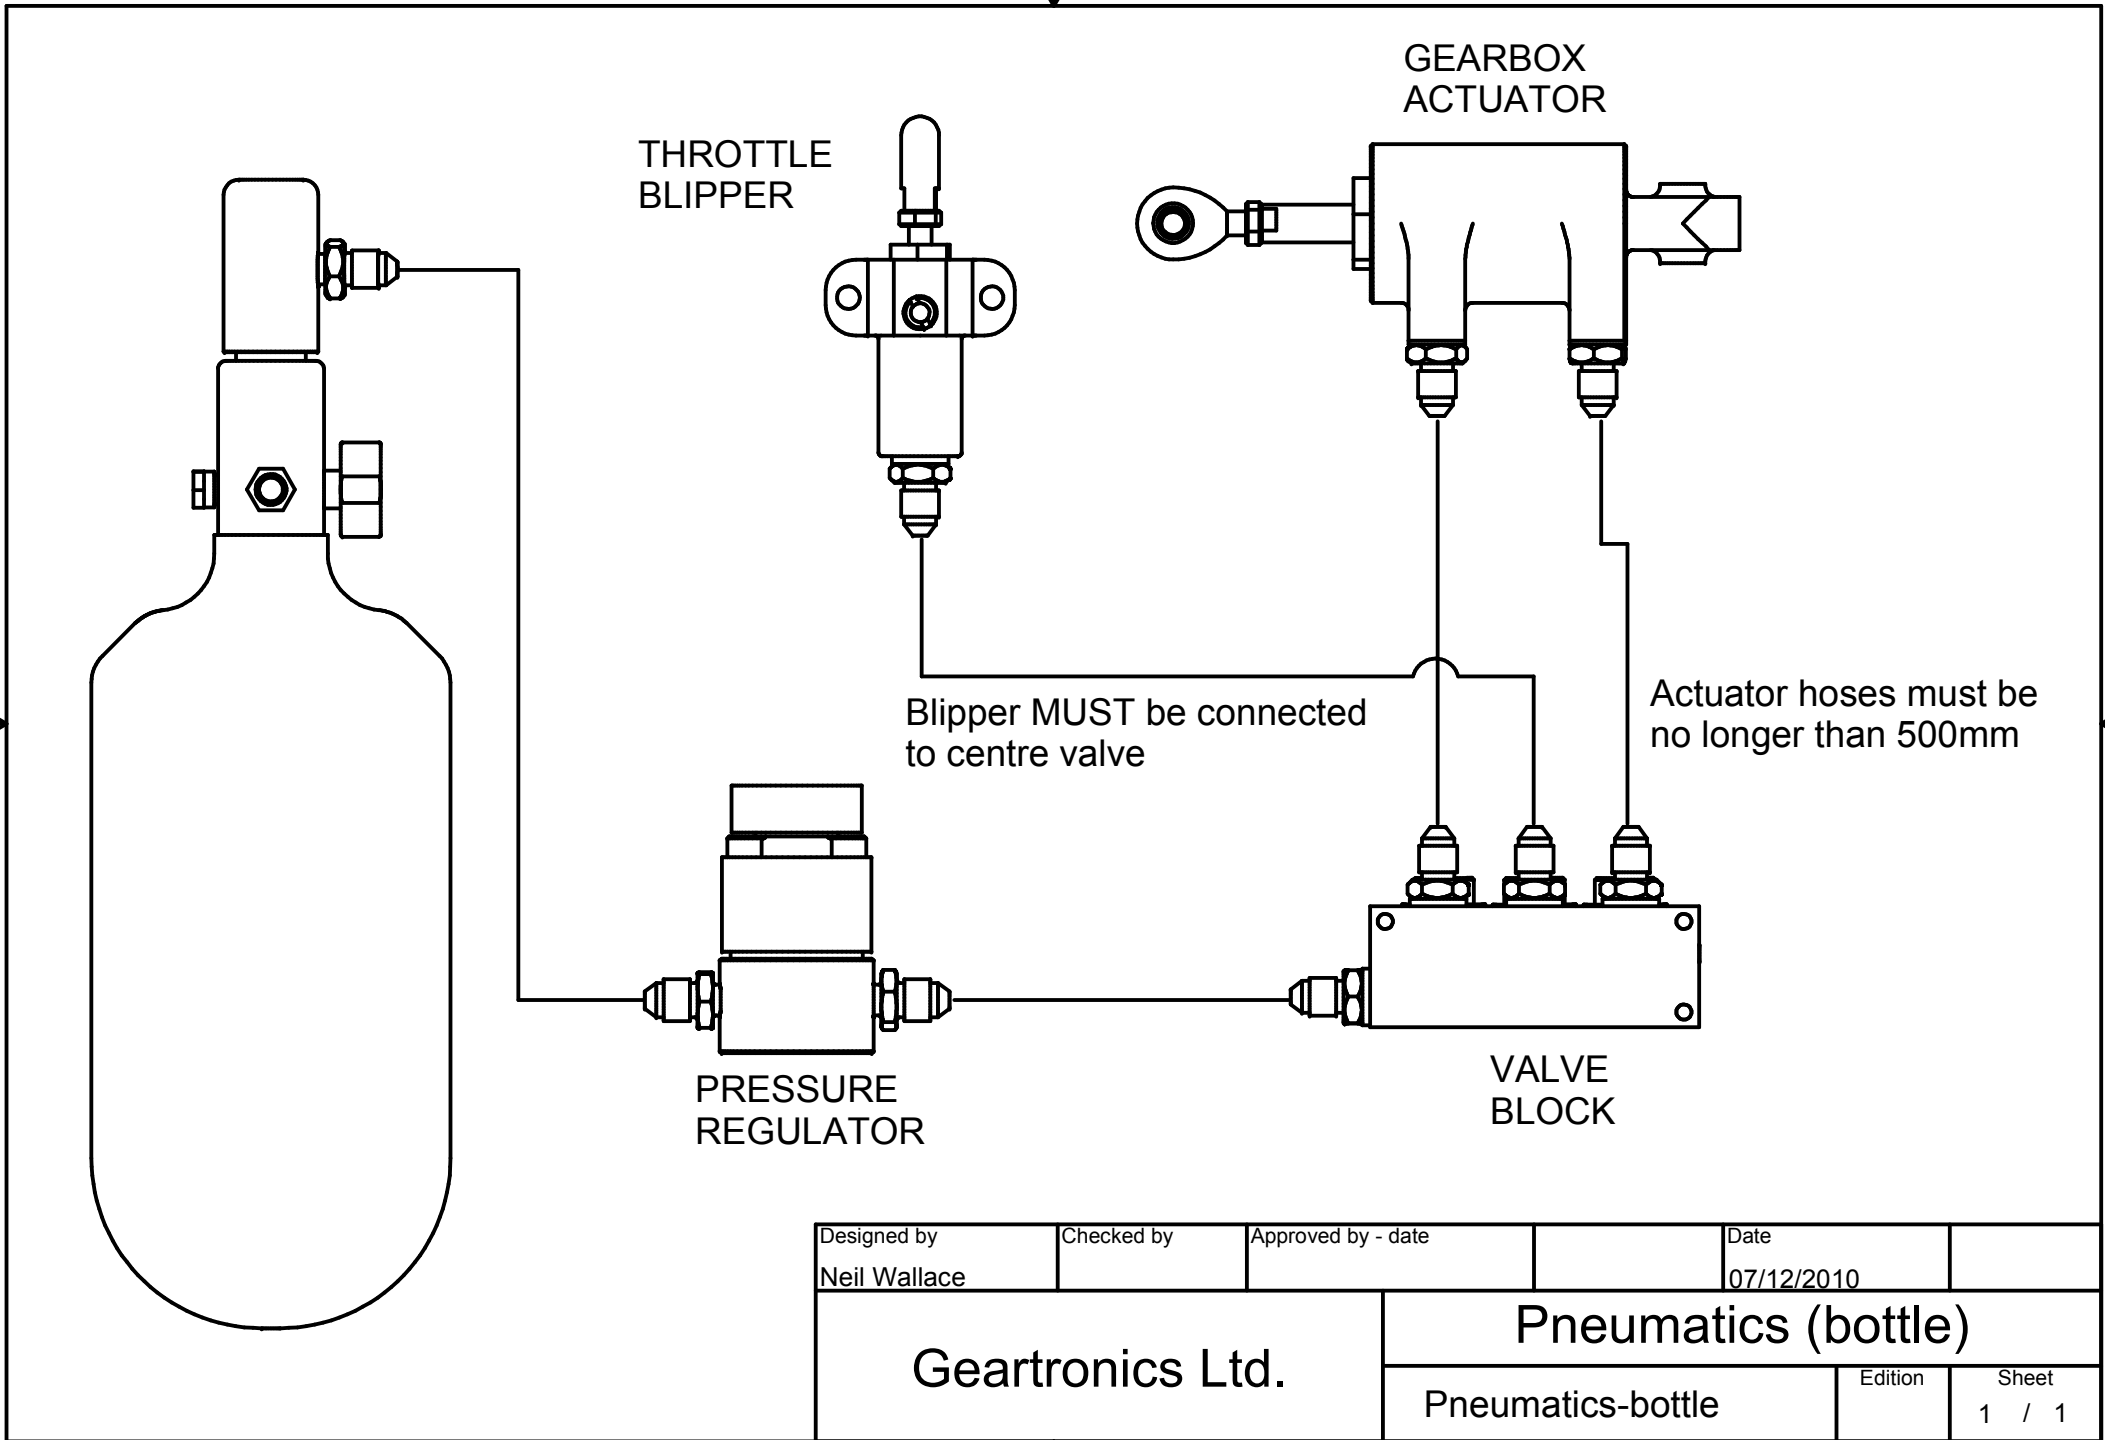 GEARBOX
ACTUATOR
THROTTLE
BLIPPER
Blipper MUST be connected
to centre valve
Actuator hoses must be
no longer than 500mm
PRESSURE
REGULATOR
VALVE
BLOCK
Designed by
Neil Wallace
Checked by
Approved by - date
Date
07/12/2010
Geartronics Ltd.
Pneumatics (bottle)
Pneumatics-bottle
Edition
Sheet
1 / 1